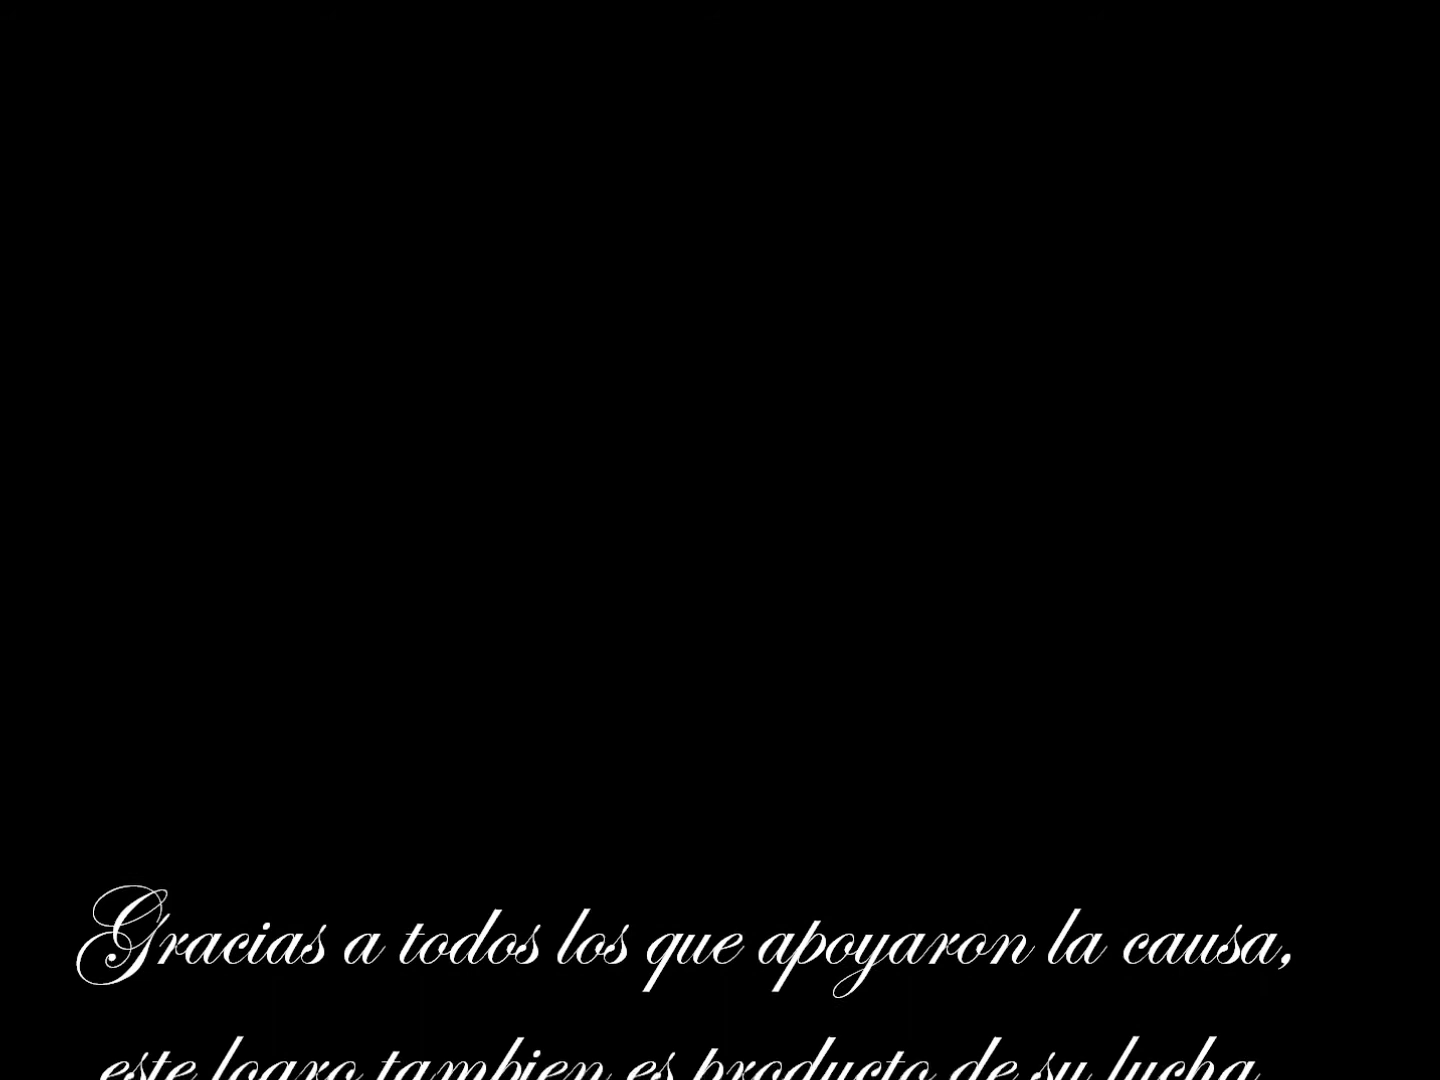 Gracias a todos los que apoyaron la causa,
este logro tambien es producto de su lucha